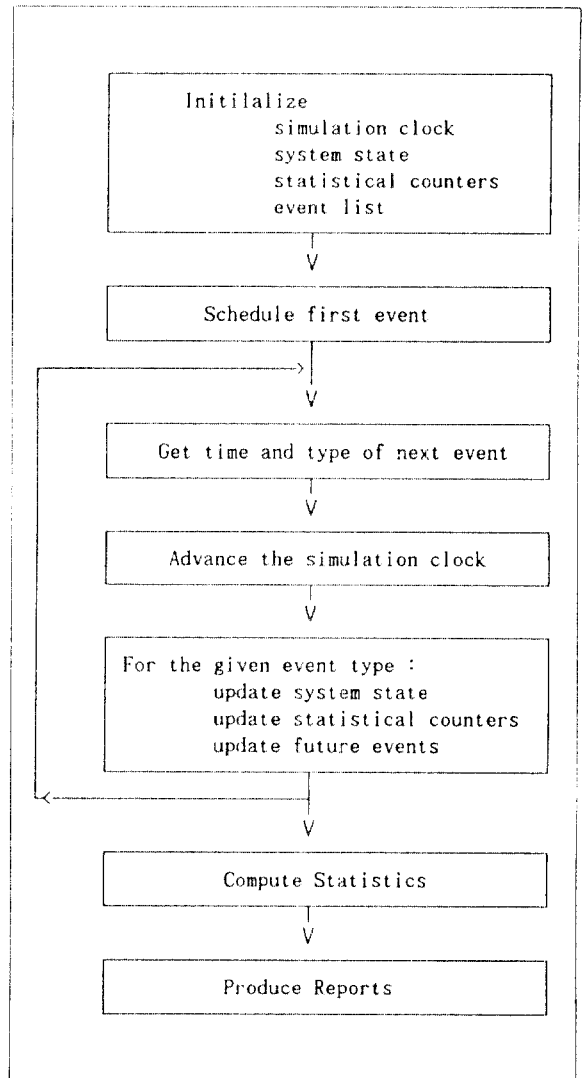 Initilalize
simulation clock
system state
statistical counters
event list
Schedule first event
Get time and type of next event
Advance the simulation clock
For the given event type :
update system state
update statistical counters
update future events
Compute Statistics
Produce Reports